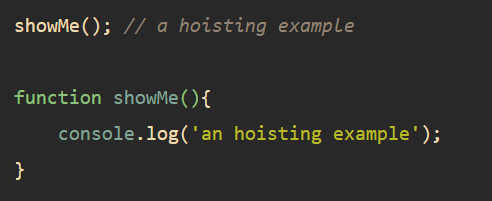 showMe(); // a hoisting example
function showMe(){
    console.log('an hoisting example');
}